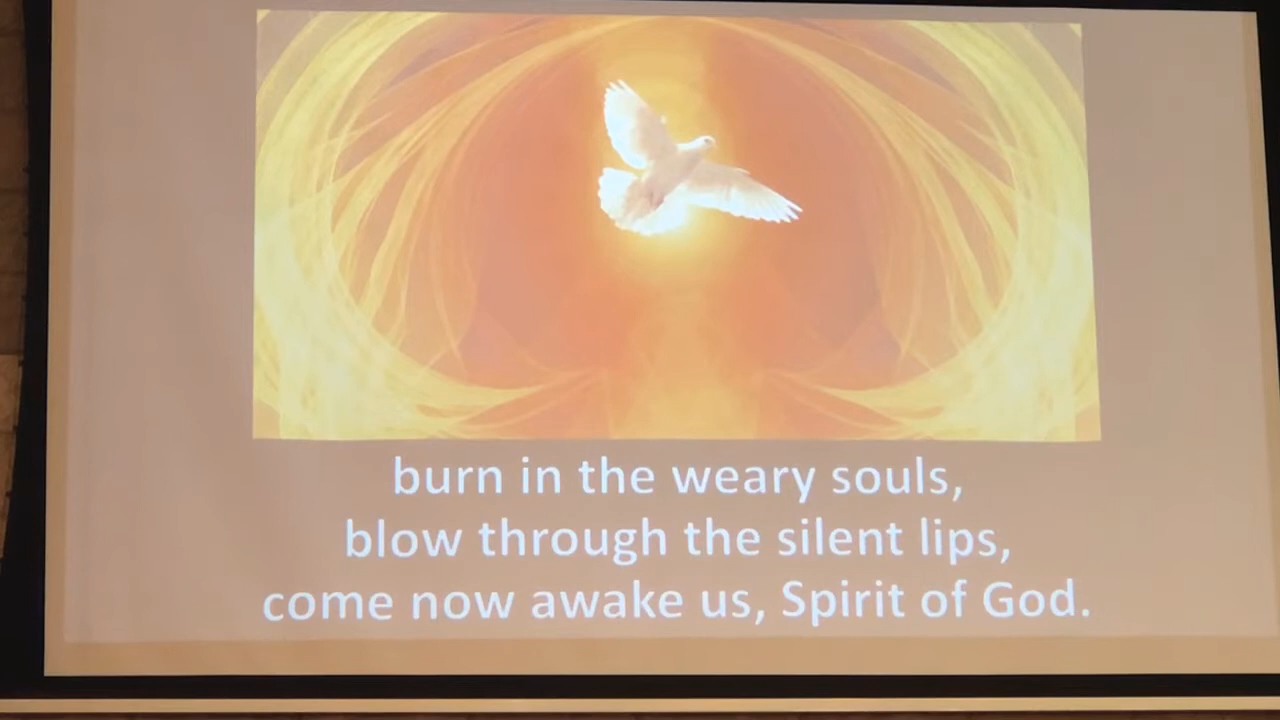 burn in the weary souls,
blow through the silent lips,
come now awake us, Spirit of God.